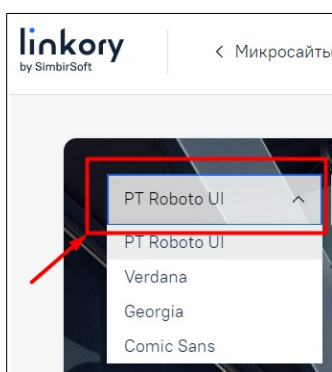 linkory
by SimbirSoft
< Микросайты
PT Roboto UI
PT Roboto UI
Verdana
Georgia
Comic Sans